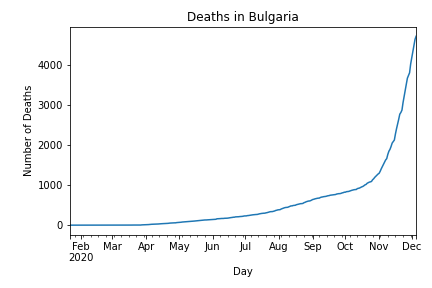 Deaths in Bulgaria
Number of Deaths
4000
3000
2000
1000
0
Feb Mar Apr May Jun Jul Aug Sep Oct Nov Dec
2020
Day